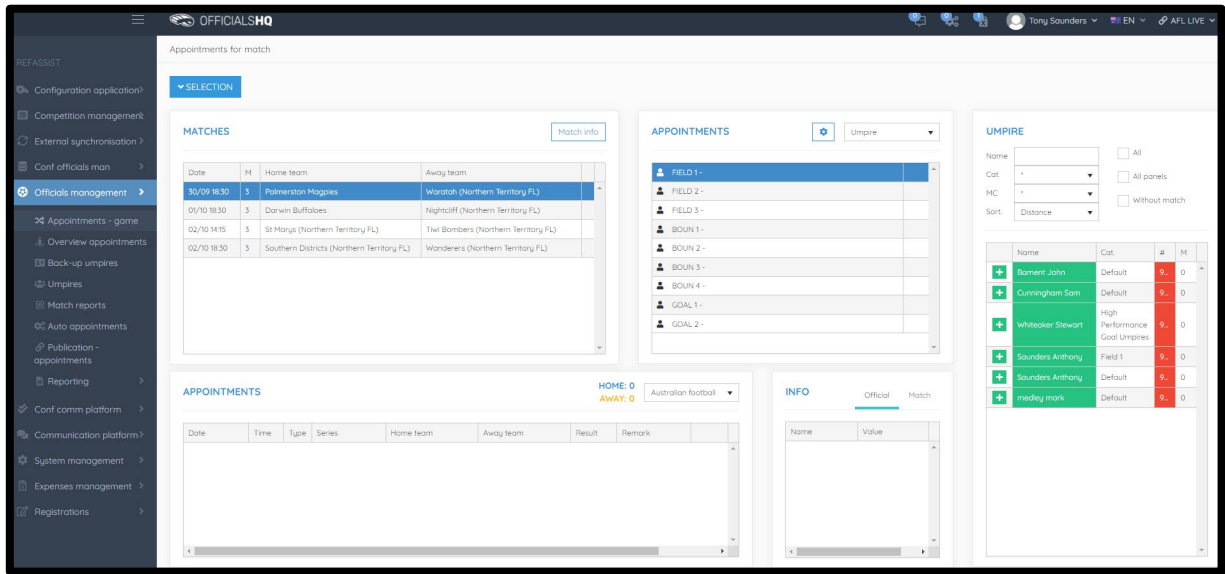 OFFICIALSHQ
0
0
1
Tony Saunders
EN
AFL LIVE
REFASSIST
Configuration application
Competition management
External synchronisation
Conf officials man
Officials management
Appointments - game
Overview appointments
Back-up umpires
Umpires
Match reports
Auto appointments
Publication -
appointments
Reporting
Conf comm platform
Communication platform
System management
Expenses management
Registrations
Appointments for match
SELECTION
MATCHES
Match info
Date M Home team Away team
30/09 18:30 3 Palmerston Magpies Waratah (Northern Territory FL)
01/10 18:30 3 Darwin Buffaloes Nightcliff (Northern Territory FL)
02/10 14:15 3 St Marys (Northern Territory FL) Tiwi Bombers (Northern Territory FL)
02/10 18:30 3 Southern Districts (Northern Territory FL) Wanderers (Northern Territory FL)
APPOINTMENTS
Umpire
FIELD 1 -
FIELD 2 -
FIELD 3 -
BOUN 1 -
BOUN 2 -
BOUN 3 -
BOUN 4 -
GOAL 1 -
GOAL 2 -
UMPIRE
Name All
Cat. * All panels
MC * Without match
Sort. Distance
Name Cat. # M
Bament John Default 9.. 0
Cunningham Sam Default 9.. 0
Whiteaker Stewart High Performance Goal Umpires 9.. 0
Saunders Anthony Field 1 9.. 0
Saunders Anthony Default 9.. 0
medley mark Default 9.. 0
APPOINTMENTS
HOME: 0
AWAY: 0
Australian football
Date Time Type Series Home team Away team Result Remark
INFO
Official Match
Name Value